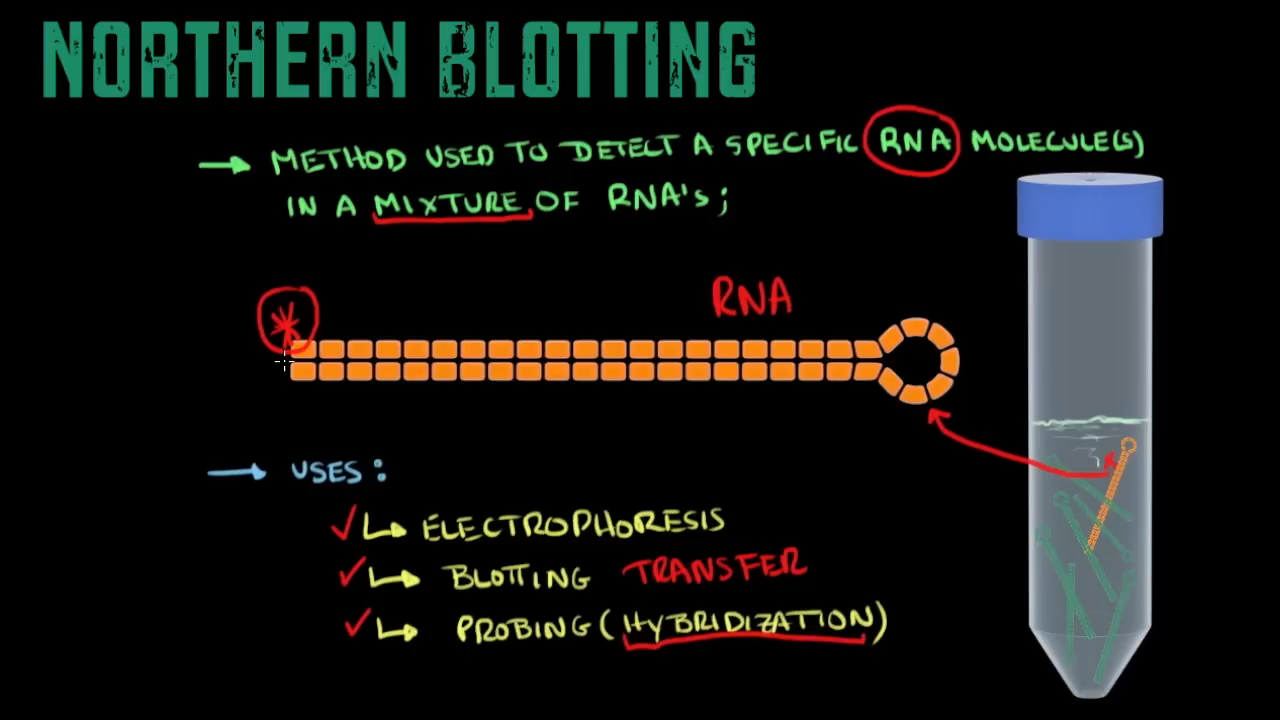 NORTHERN BLOTTING
→ METHOD USED TO DETECT A SPECIFIC RNA MOLECULE(S)
IN A MIXTURE OF RNA'S;
RNA
→ USES:
✓ ↳ ELECTROPHORESIS
✓ ↳ BLOTTING TRANSFER
✓ ↳ PROBING (HYBRIDIZATION)